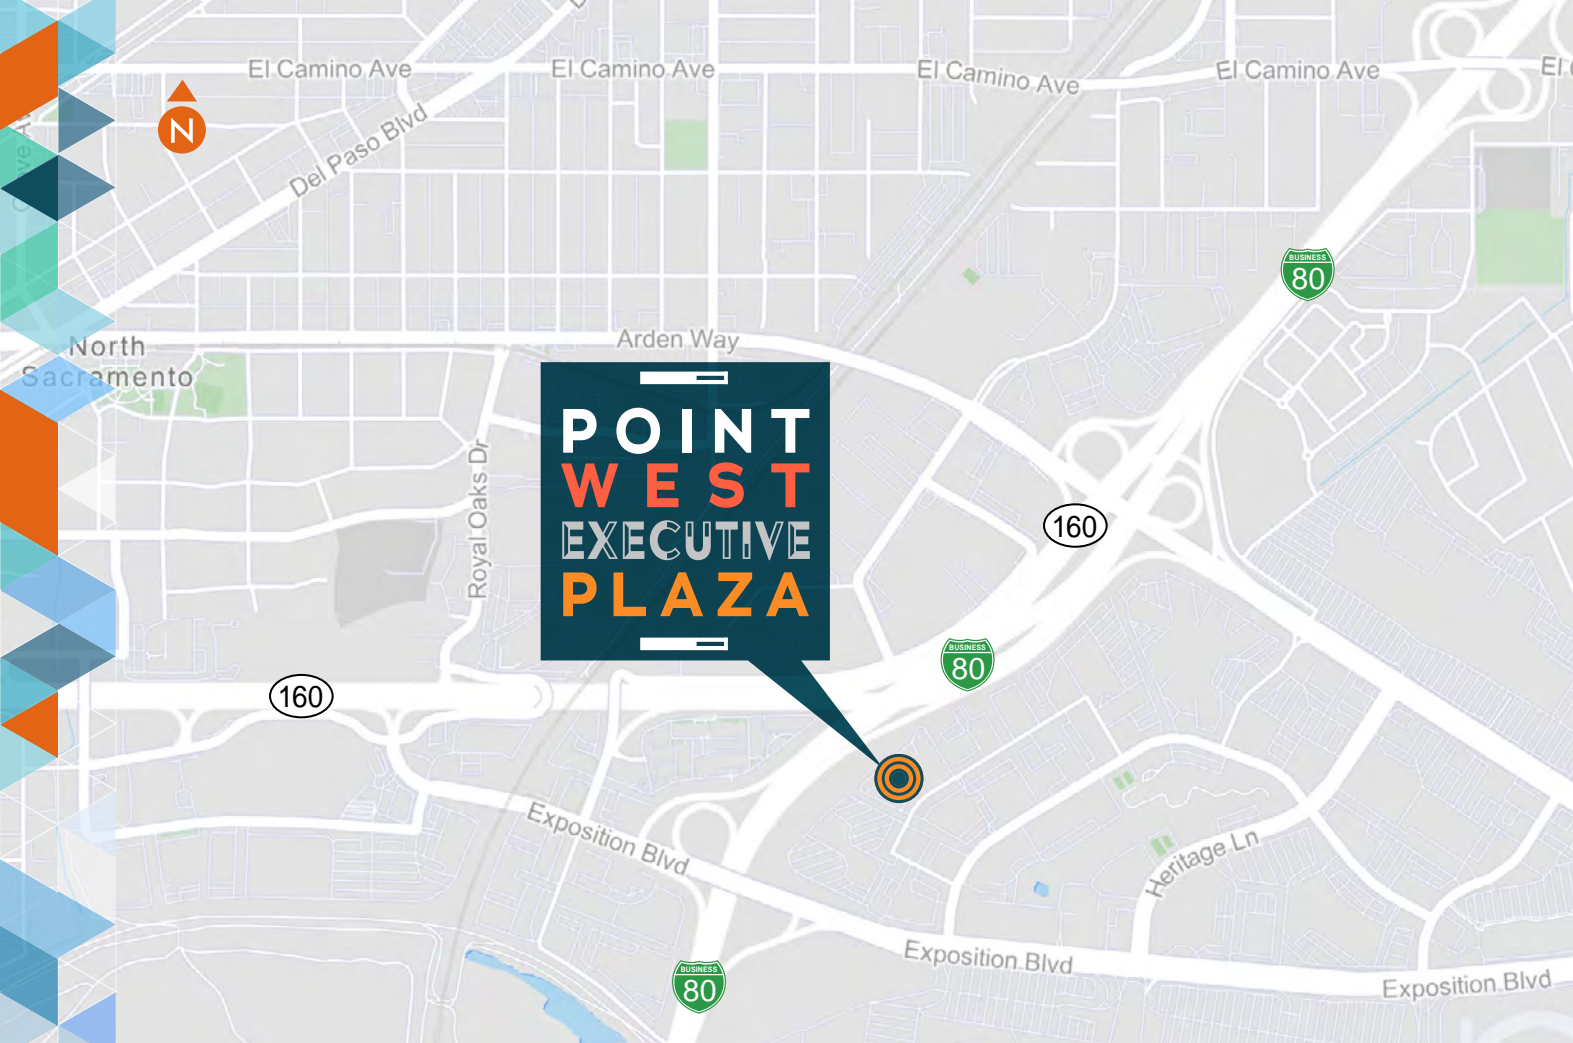 El Camino Ave
El Camino Ave
El Camino Ave
El Camino Ave
El
N
Del Paso Blvd
BUSINESS
80
Arden Way
North
Sacramento
POINT
WEST
EXECUTIVE
PLAZA
Royal Oaks Dr
160
BUSINESS
80
160
Exposition Blvd
Heritage Ln
Exposition Blvd
BUSINESS
80
Exposition Blvd